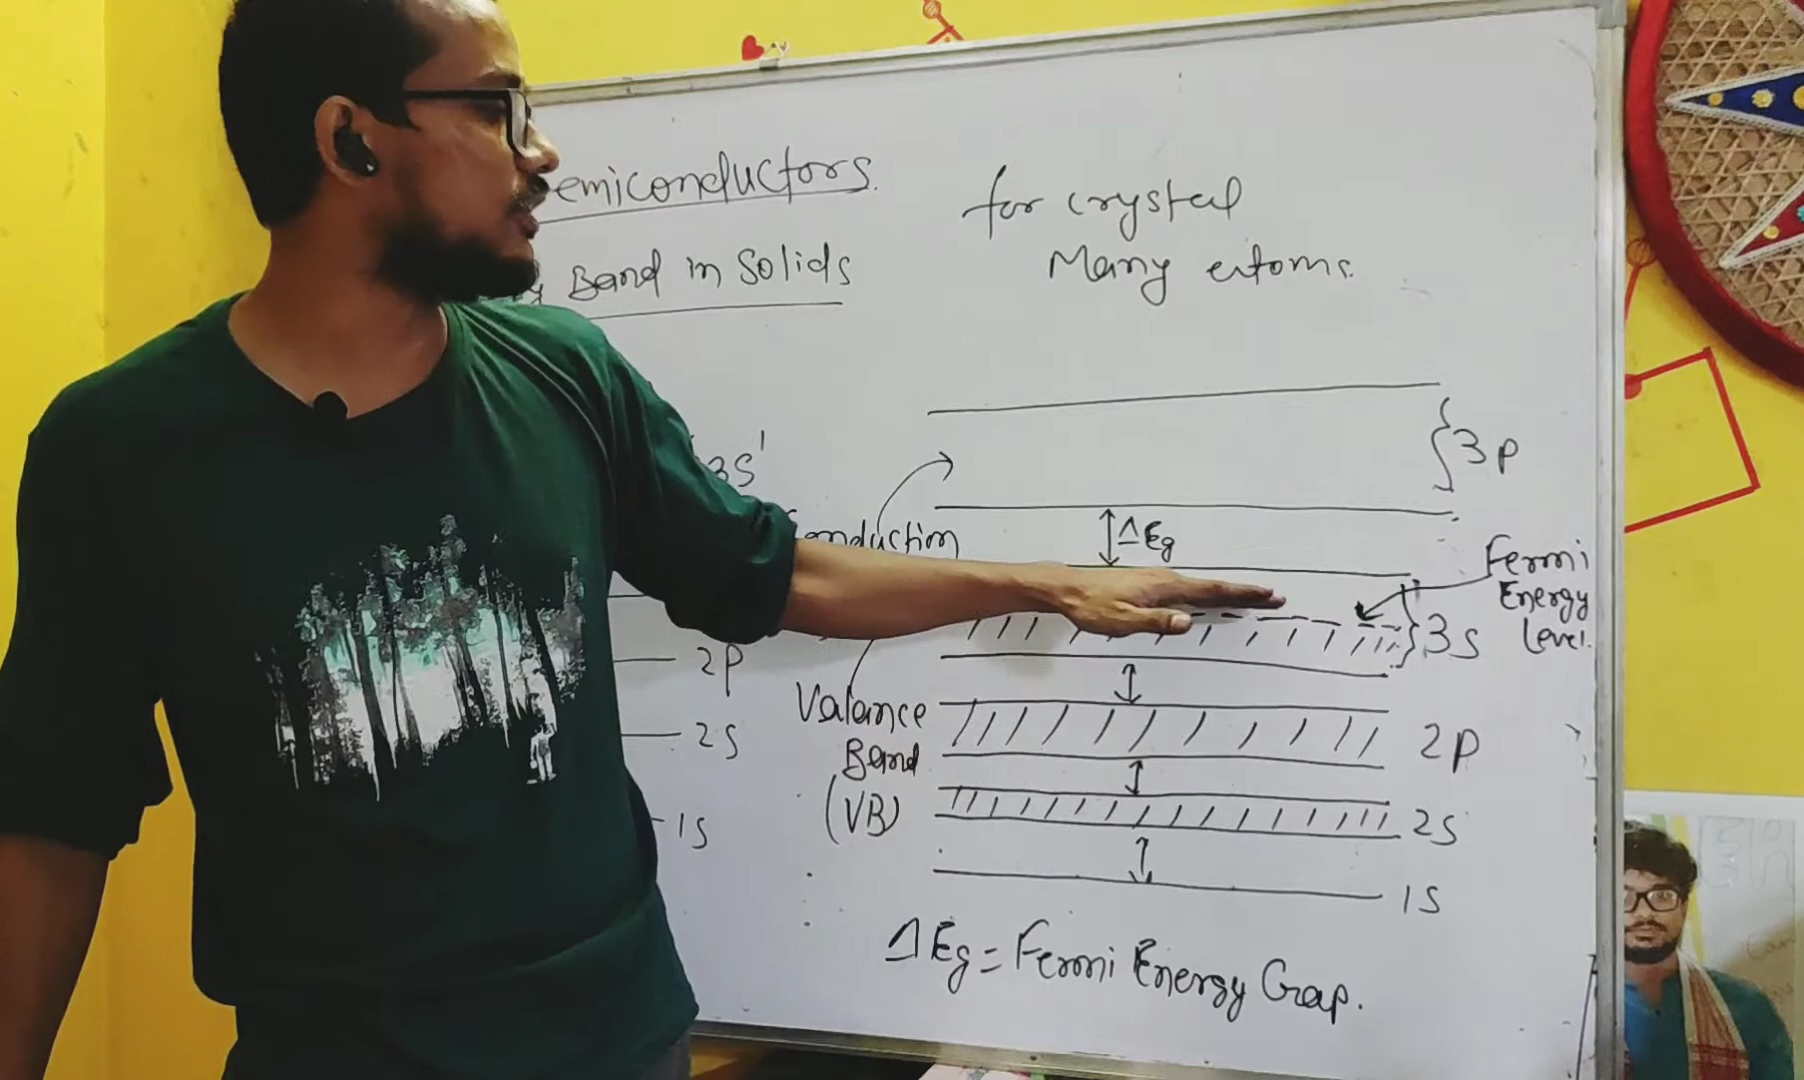 emiconductors.
Band in Solids
for crystal
Many atoms.
3s'
2p
2s
1s
Conduction
Valance
Band
(VB)
3p
ΔEg
Fermi
Energy
Level.
3s
2p
2s
1s
ΔEg = Fermi Energy Gap.